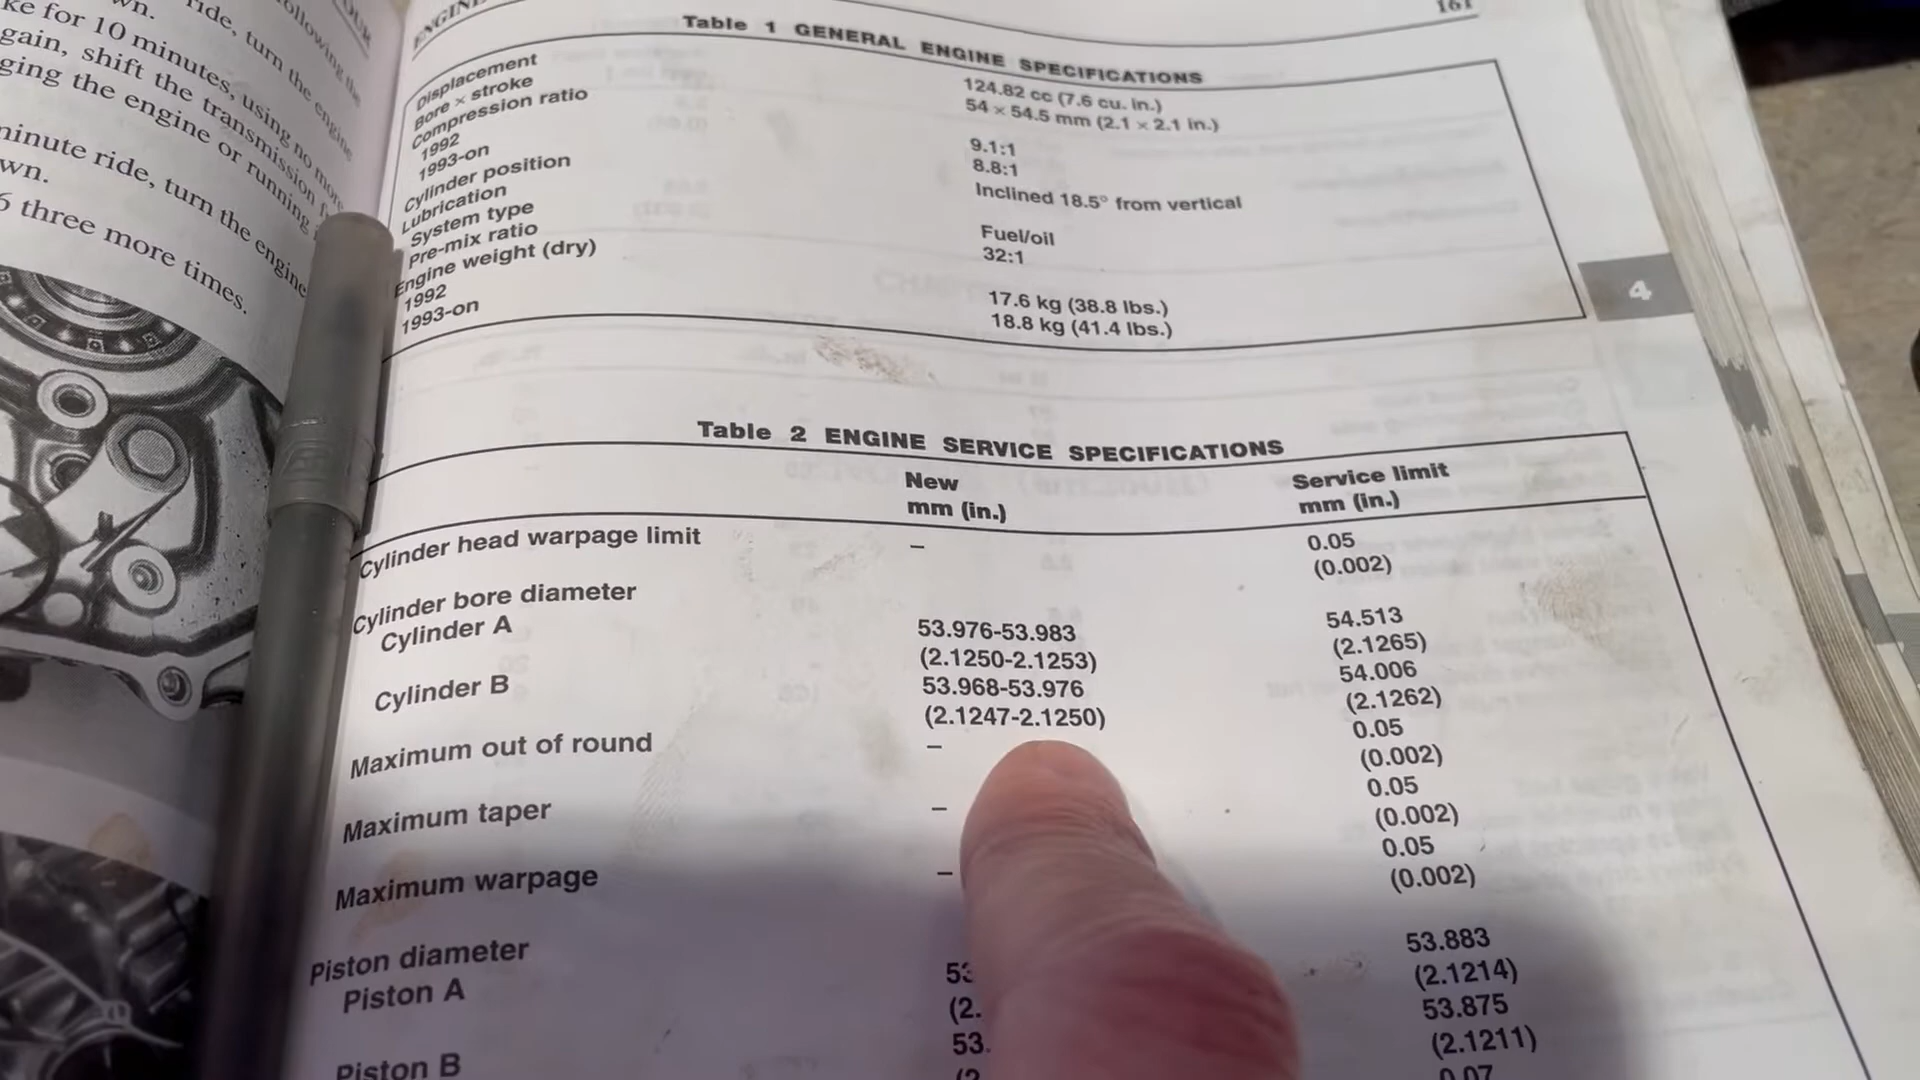 ke for 10 minutes, using no more
gain, shift the transmission
ging the engine or running
minute ride, turn the engine
wn.
three more times.
161
Table 1 GENERAL ENGINE SPECIFICATIONS
Displacement 124.82 cc (7.6 cu. in.)
Bore × stroke 54 × 54.5 mm (2.1 × 2.1 in.)
Compression ratio
1992 9.1:1
1993-on 8.8:1
Cylinder position Inclined 18.5° from vertical
Lubrication
System type Fuel/oil
Pre-mix ratio 32:1
Engine weight (dry)
1992 17.6 kg (38.8 lbs.)
1993-on 18.8 kg (41.4 lbs.)
4
Table 2 ENGINE SERVICE SPECIFICATIONS
New Service limit
mm (in.) mm (in.)
Cylinder head warpage limit – 0.05
(0.002)
Cylinder bore diameter
Cylinder A 53.976-53.983 54.513
(2.1250-2.1253) (2.1265)
Cylinder B 53.968-53.976 54.006
(2.1247-2.1250) (2.1262)
Maximum out of round – 0.05
(0.002)
Maximum taper – 0.05
(0.002)
Maximum warpage – 0.05
(0.002)
Piston diameter
Piston A 53.883
(2.1214)
Piston B 53. 53.875
(2.1211)
0.07